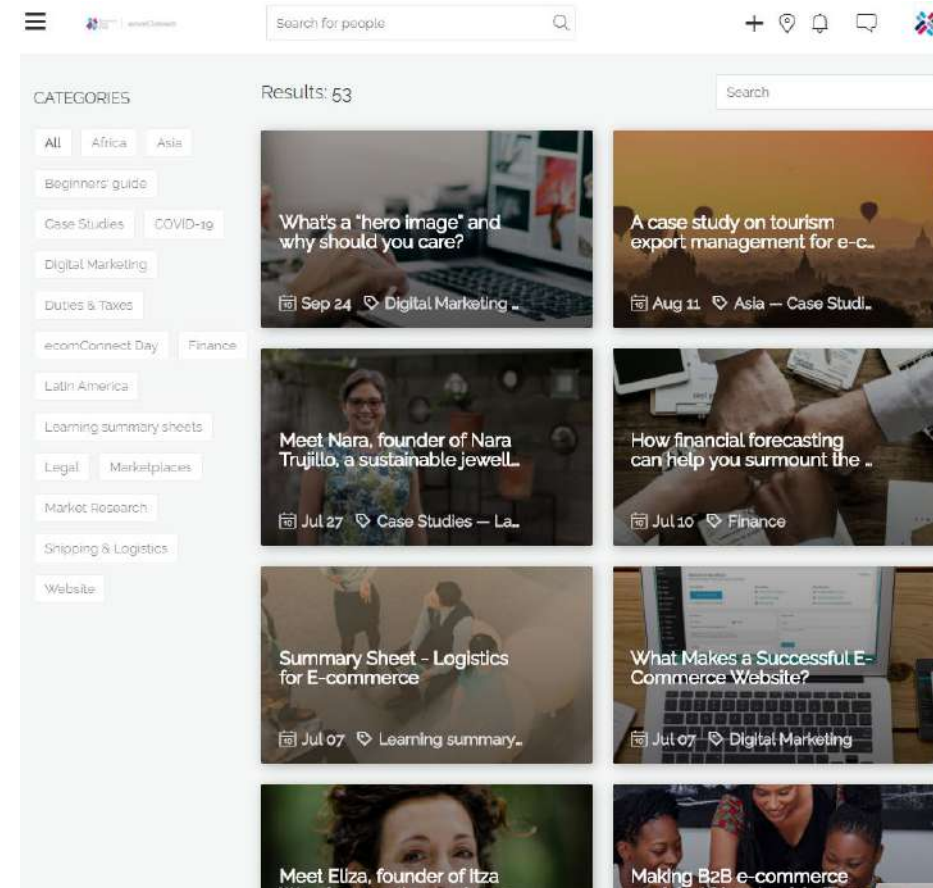 ecomConnect
Search for people
CATEGORIES
All Africa Asia
Beginners' guide
Case Studies COVID-19
Digital Marketing
Duties & Taxes
ecomConnect Day Finance
Latin America
Learning summary sheets
Legal Marketplaces
Market Research
Shipping & Logistics
Website
Results: 53
Search
What's a "hero image" and
why should you care?
Sep 24 Digital Marketing ...
A case study on tourism
export management for e-c...
Aug 11 Asia — Case Studi...
Meet Nara, founder of Nara
Trujillo, a sustainable jewell...
Jul 27 Case Studies — La...
How financial forecasting
can help you surmount the ...
Jul 10 Finance
Summary Sheet - Logistics
for E-commerce
Jul 07 Learning summary...
What Makes a Successful E-
Commerce Website?
Jul 07 Digital Marketing
Meet Eliza, founder of Itza
Making B2B e-commerce